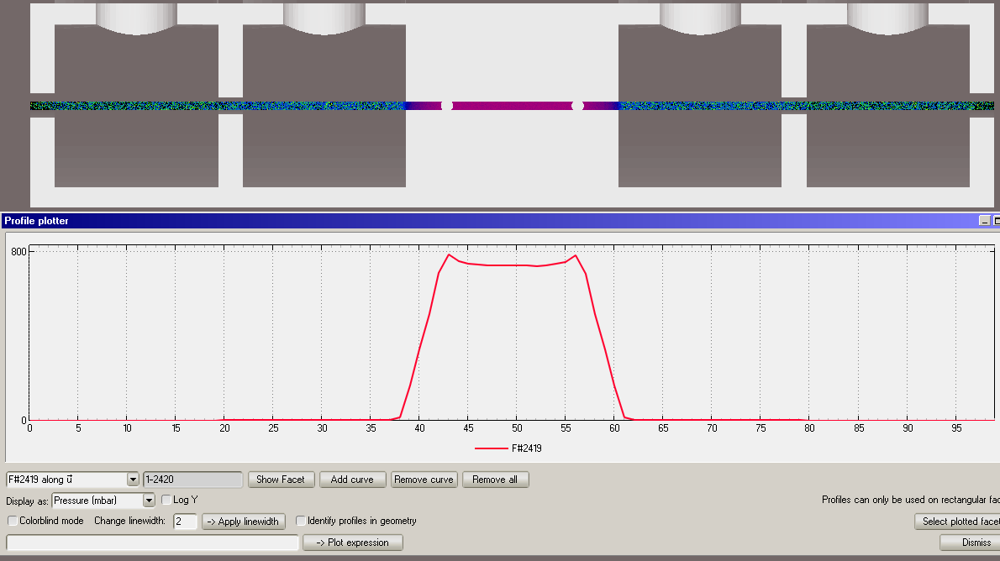 Profile plotter
800
0
0 5 10 15 20 25 30 35 40 45 50 55 60 65 70 75 80 85 90 95
F#2419
F#2419 along u⃗ 1-2420 Show Facet Add curve Remove curve Remove all
Display as: Pressure (mbar) Log Y Profiles can only be used on rectangular
Colorblind mode Change linewidth: 2 -> Apply linewidth Identify profiles in geometry Select plotted facet
-> Plot expression Dismiss